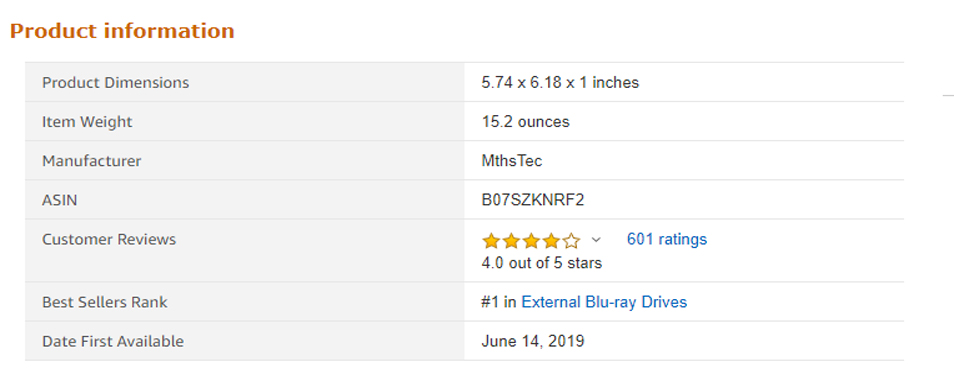 Product information
Product Dimensions 5.74 x 6.18 x 1 inches
Item Weight 15.2 ounces
Manufacturer MthsTec
ASIN B07SZKNRF2
Customer Reviews 601 ratings
4.0 out of 5 stars
Best Sellers Rank #1 in External Blu-ray Drives
Date First Available June 14, 2019